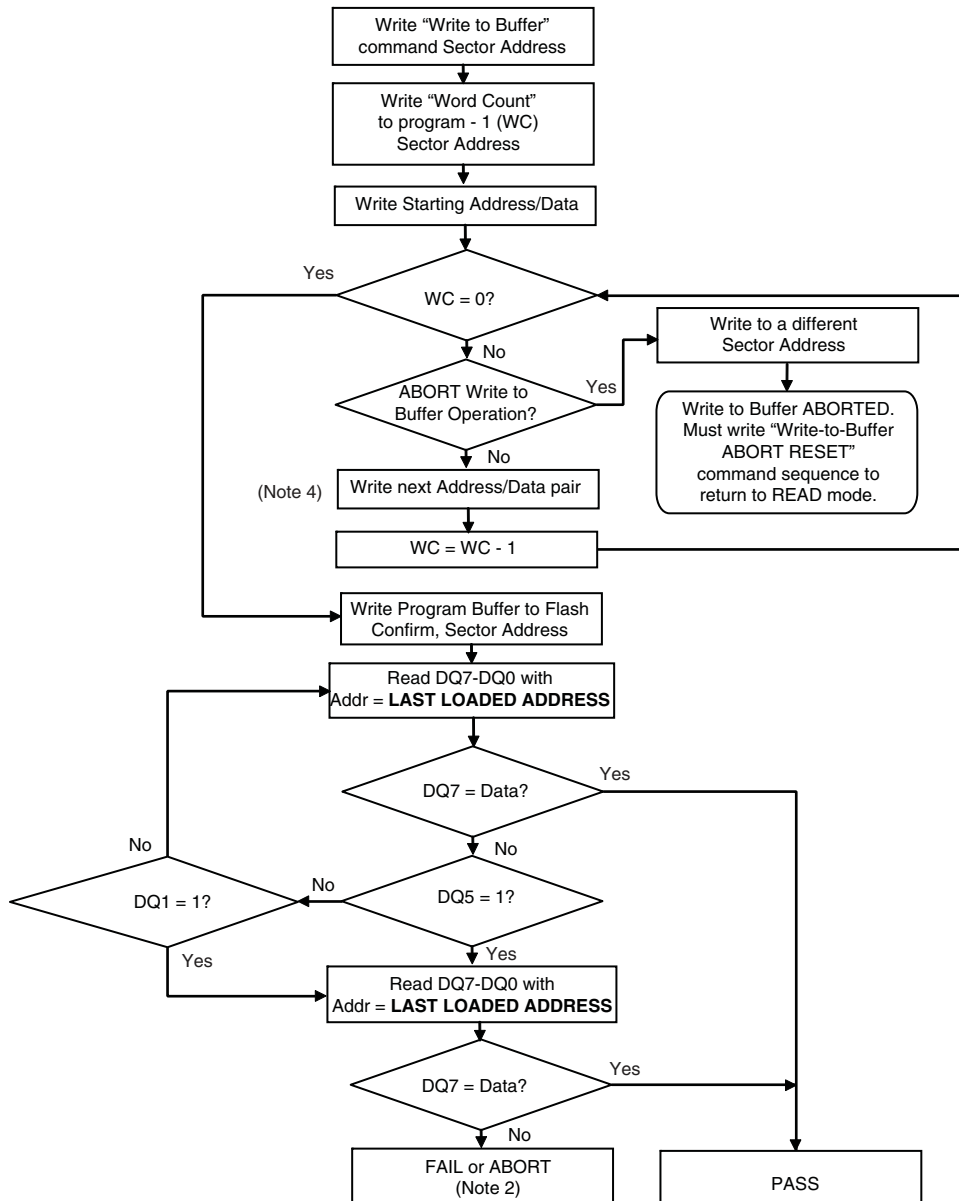 Write “Write to Buffer”
command Sector Address
Write “Word Count”
to program - 1 (WC)
Sector Address
Write Starting Address/Data
Yes
WC = 0?
No
Write to a different
Sector Address
ABORT Write to
Buffer Operation?
Yes
Write to Buffer ABORTED.
Must write “Write-to-Buffer
ABORT RESET”
command sequence to
return to READ mode.
No
(Note 4)
Write next Address/Data pair
WC = WC - 1
Write Program Buffer to Flash
Confirm, Sector Address
Read DQ7-DQ0 with
Addr = LAST LOADED ADDRESS
DQ7 = Data?
Yes
No
No
DQ1 = 1?
No
DQ5 = 1?
Yes
Yes
Read DQ7-DQ0 with
Addr = LAST LOADED ADDRESS
DQ7 = Data?
Yes
No
FAIL or ABORT
(Note 2)
PASS